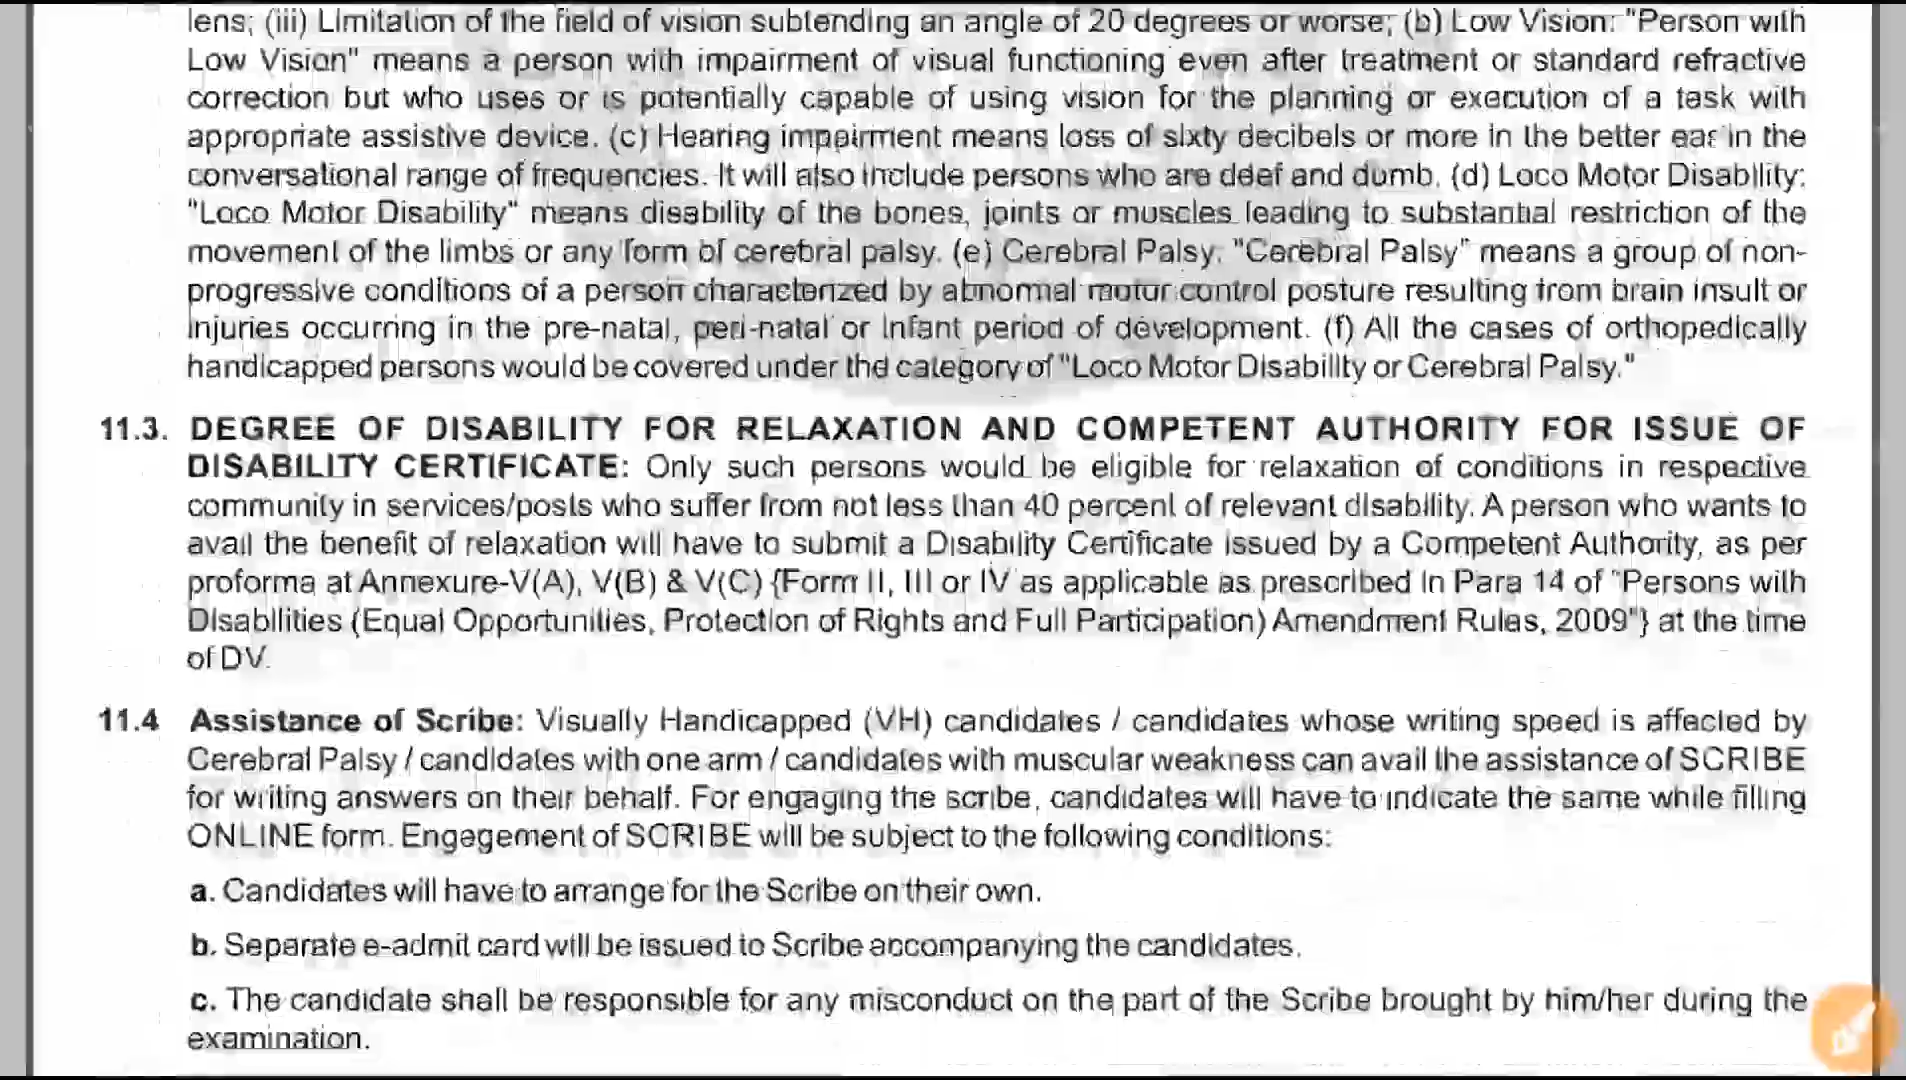 lens; (iii) Limitation of the field of vision subtending an angle of 20 degrees or worse; (b) Low Vision: "Person with
Low Vision" means a person with impairment of visual functioning even after treatment or standard refractive
correction but who uses or is potentially capable of using vision for the planning or execution of a task with
appropriate assistive device. (c) Hearing impairment means loss of sixty decibels or more in the better ear in the
conversational range of frequencies. It will also include persons who are deef and dumb. (d) Loco Motor Disability:
"Loco Motor Disability" means disability of the bones, joints or muscles leading to substantial restriction of the
movement of the limbs or any form of cerebral palsy. (e) Cerebral Palsy: "Cerebral Palsy" means a group of non-
progressive conditions of a person characterized by abnormal motor control posture resulting from brain insult or
injuries occurring in the pre-natal, peri-natal or infant period of development. (f) All the cases of orthopedically
handicapped persons would be covered under the category of "Loco Motor Disability or Cerebral Palsy."
11.3. DEGREE OF DISABILITY FOR RELAXATION AND COMPETENT AUTHORITY FOR ISSUE OF
DISABILITY CERTIFICATE: Only such persons would be eligible for relaxation of conditions in respective
community in services/posts who suffer from not less than 40 percent of relevant disability. A person who wants to
avail the benefit of relaxation will have to submit a Disability Certificate issued by a Competent Authority, as per
proforma at Annexure-V(A), V(B) & V(C) {Form II, III or IV as applicable as prescribed in Para 14 of "Persons with
Disabilities (Equal Opportunities, Protection of Rights and Full Participation) Amendment Rules, 2009"} at the time
of DV.
11.4 Assistance of Scribe: Visually Handicapped (VH) candidates / candidates whose writing speed is affected by
Cerebral Palsy / candidates with one arm / candidates with muscular weakness can avail the assistance of SCRIBE
for writing answers on their behalf. For engaging the scribe, candidates will have to indicate the same while filling
ONLINE form. Engagement of SCRIBE will be subject to the following conditions:
a. Candidates will have to arrange for the Scribe on their own.
b. Separate e-admit card will be issued to Scribe accompanying the candidates.
c. The candidate shall be responsible for any misconduct on the part of the Scribe brought by him/her during the
examination.